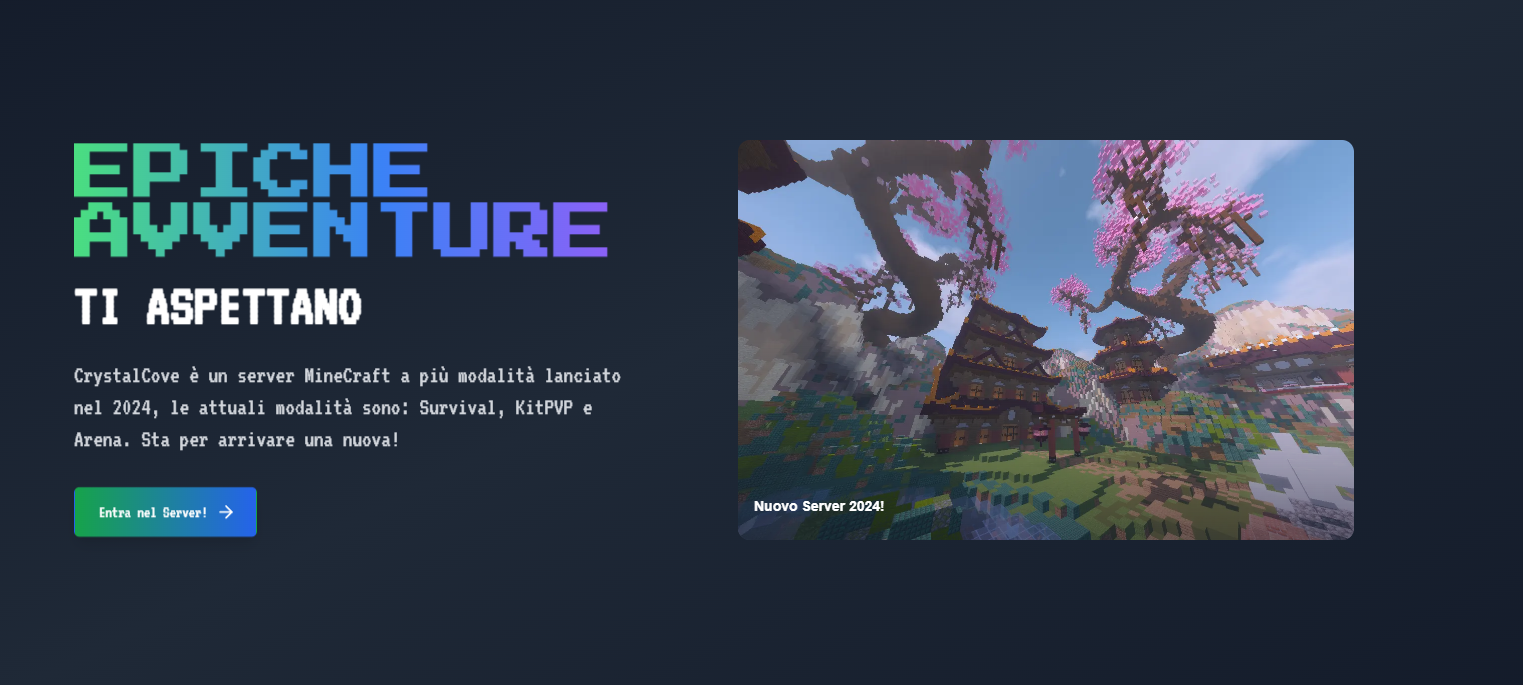 EPICHE
AVVENTURE
TI ASPETTANO
CrystalCove è un server MineCraft a più modalità lanciato
nel 2024, le attuali modalità sono: Survival, KitPVP e
Arena. Sta per arrivare una nuova!
Entra nel Server!
Nuovo Server 2024!